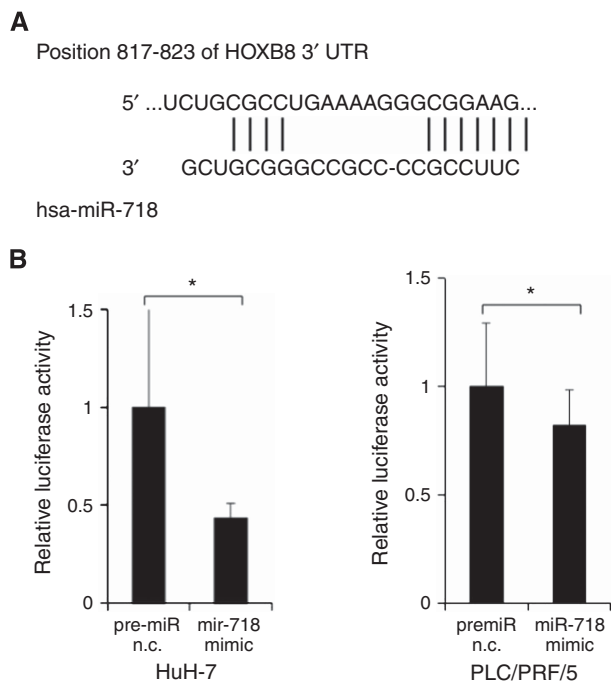 A
Position 817-823 of HOXB8 3′ UTR
5′ ...UCUGCGCCUGAAAAGGGCGGAAG...
3′ GCUGCGGGCCGCC-CCGCCUUC
hsa-miR-718
B
*
1.5
1
0.5
0
Relative luciferase activity
pre-miR n.c.
mir-718 mimic
HuH-7
*
1.5
1
0.5
0
Relative luciferase activity
premiR n.c.
miR-718 mimic
PLC/PRF/5